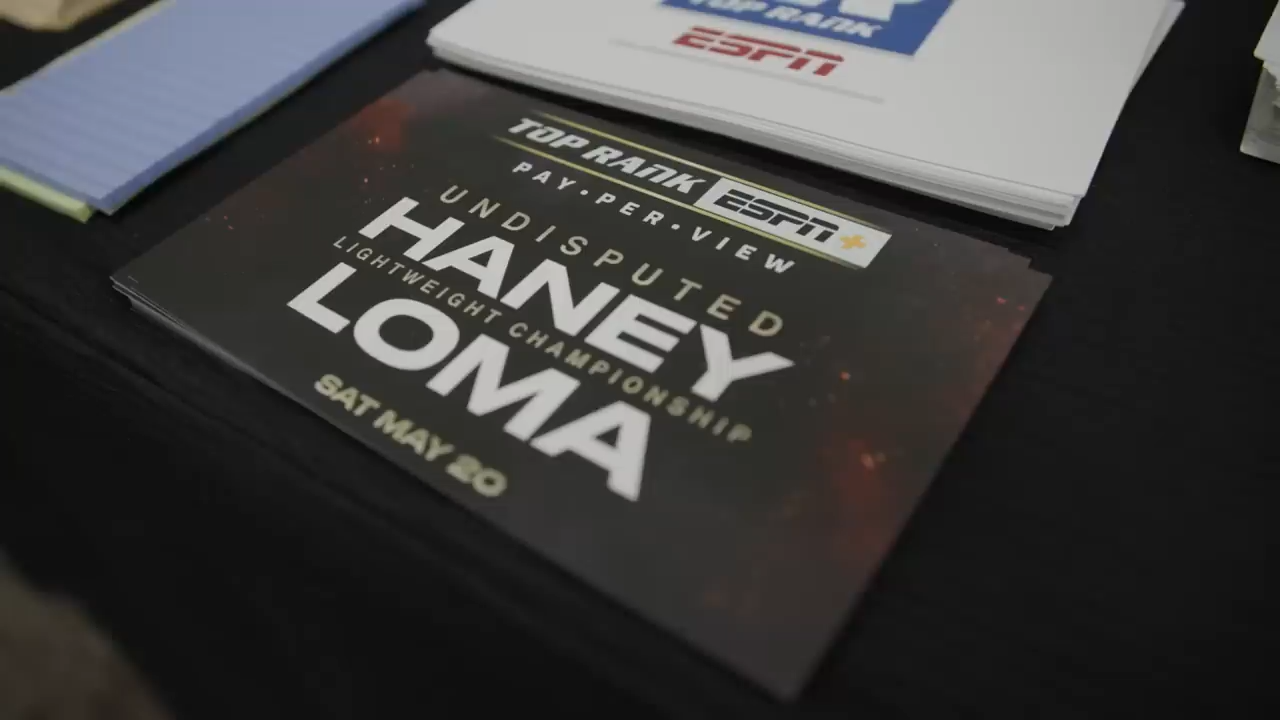 TOP RANK
ESPN
TOP RANK ESPN+
PAY•PER•VIEW
UNDISPUTED
HANEY
LIGHTWEIGHT CHAMPIONSHIP
LOMA
SAT MAY 20